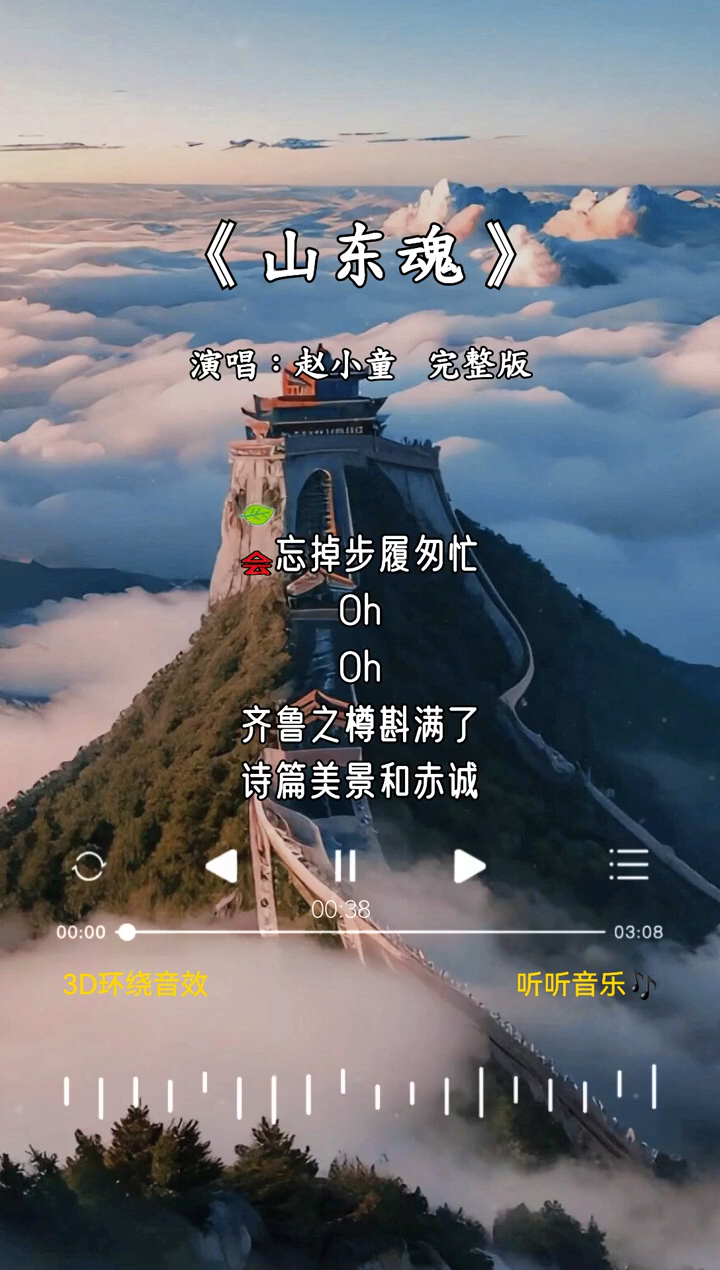 《山东魂》
演唱：赵小童 完整版
会忘掉步履匆忙
Oh
Oh
齐鲁之樽斟满了
诗篇美景和赤诚
00:38
00:00 03:08
3D环绕音效 听听音乐🎶